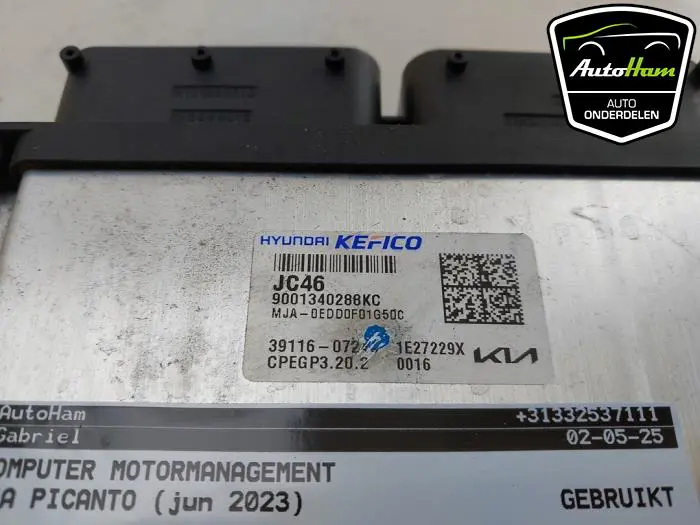 AutoHam
AUTO
ONDERDELEN
HYUNDAI KEFICO
JC46
9001340288KC
MJA-0EDD0F01G50C
1E27229X
KIA
CPEGP3.20.2 0016
AutoHam +31332537111
Gabriel 02-05-25
OMPUTER MOTORMANAGEMENT
A PICANTO (jun 2023) GEBRUIKT